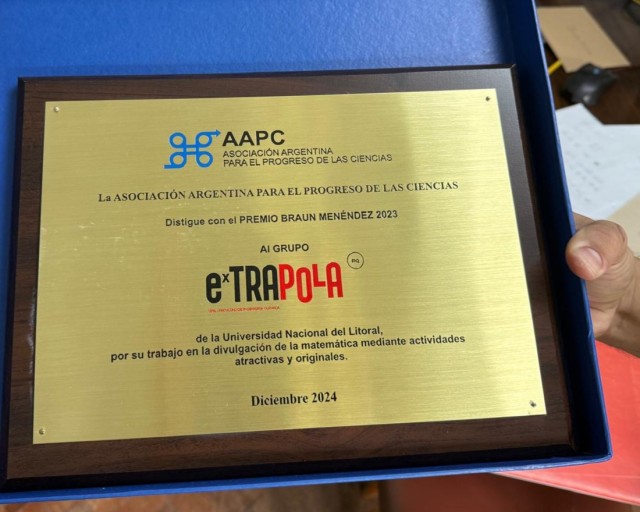 AAPC
ASOCIACIÓN ARGENTINA
PARA EL PROGRESO DE LAS CIENCIAS
La ASOCIACIÓN ARGENTINA PARA EL PROGRESO DE LAS CIENCIAS
Distigue con el PREMIO BRAUN MENÉNDEZ 2023
Al GRUPO
exTRAPOLA
de la Universidad Nacional del Litoral,
por su trabajo en la divulgación de la matemática mediante actividades
atractivas y originales.
Diciembre 2024